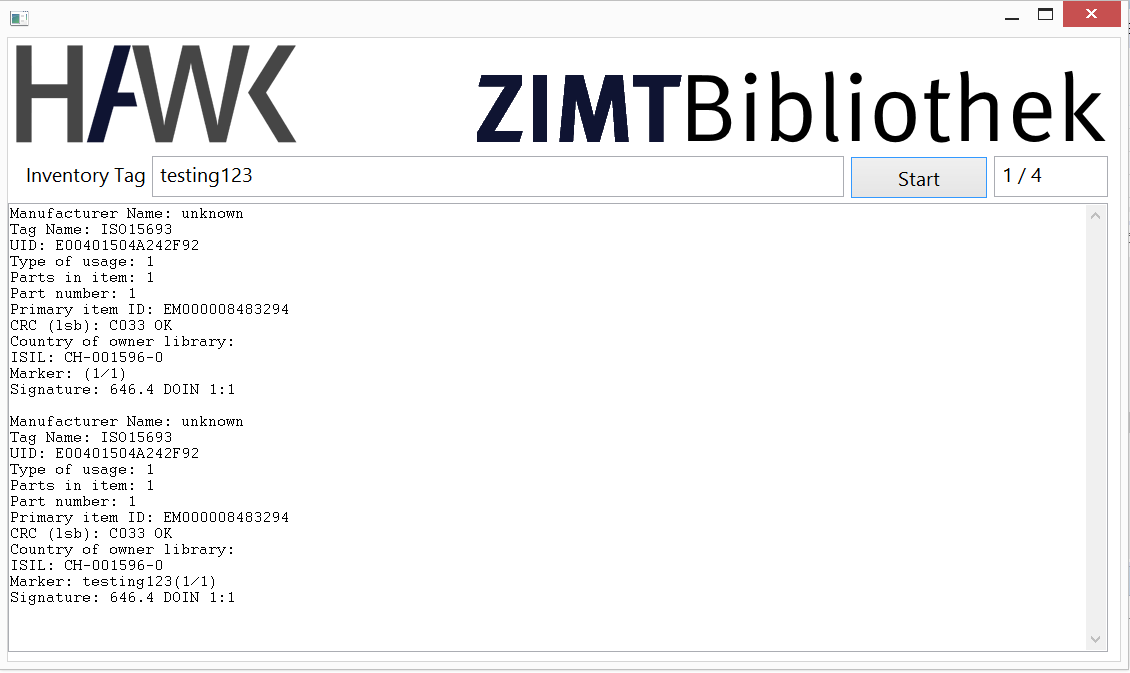 HAWK
ZIMTBibliothek
Inventory Tag testing123 Start 1 / 4
Manufacturer Name: unknown
Tag Name: ISO15693
UID: E00401504A242F92
Type of usage: 1
Parts in item: 1
Part number: 1
Primary item ID: EM000008483294
CRC (lsb): C033 OK
Country of owner library:
ISIL: CH-001596-0
Marker: (1/1)
Signature: 646.4 DOIN 1:1

Manufacturer Name: unknown
Tag Name: ISO15693
UID: E00401504A242F92
Type of usage: 1
Parts in item: 1
Part number: 1
Primary item ID: EM000008483294
CRC (lsb): C033 OK
Country of owner library:
ISIL: CH-001596-0
Marker: testing123(1/1)
Signature: 646.4 DOIN 1:1